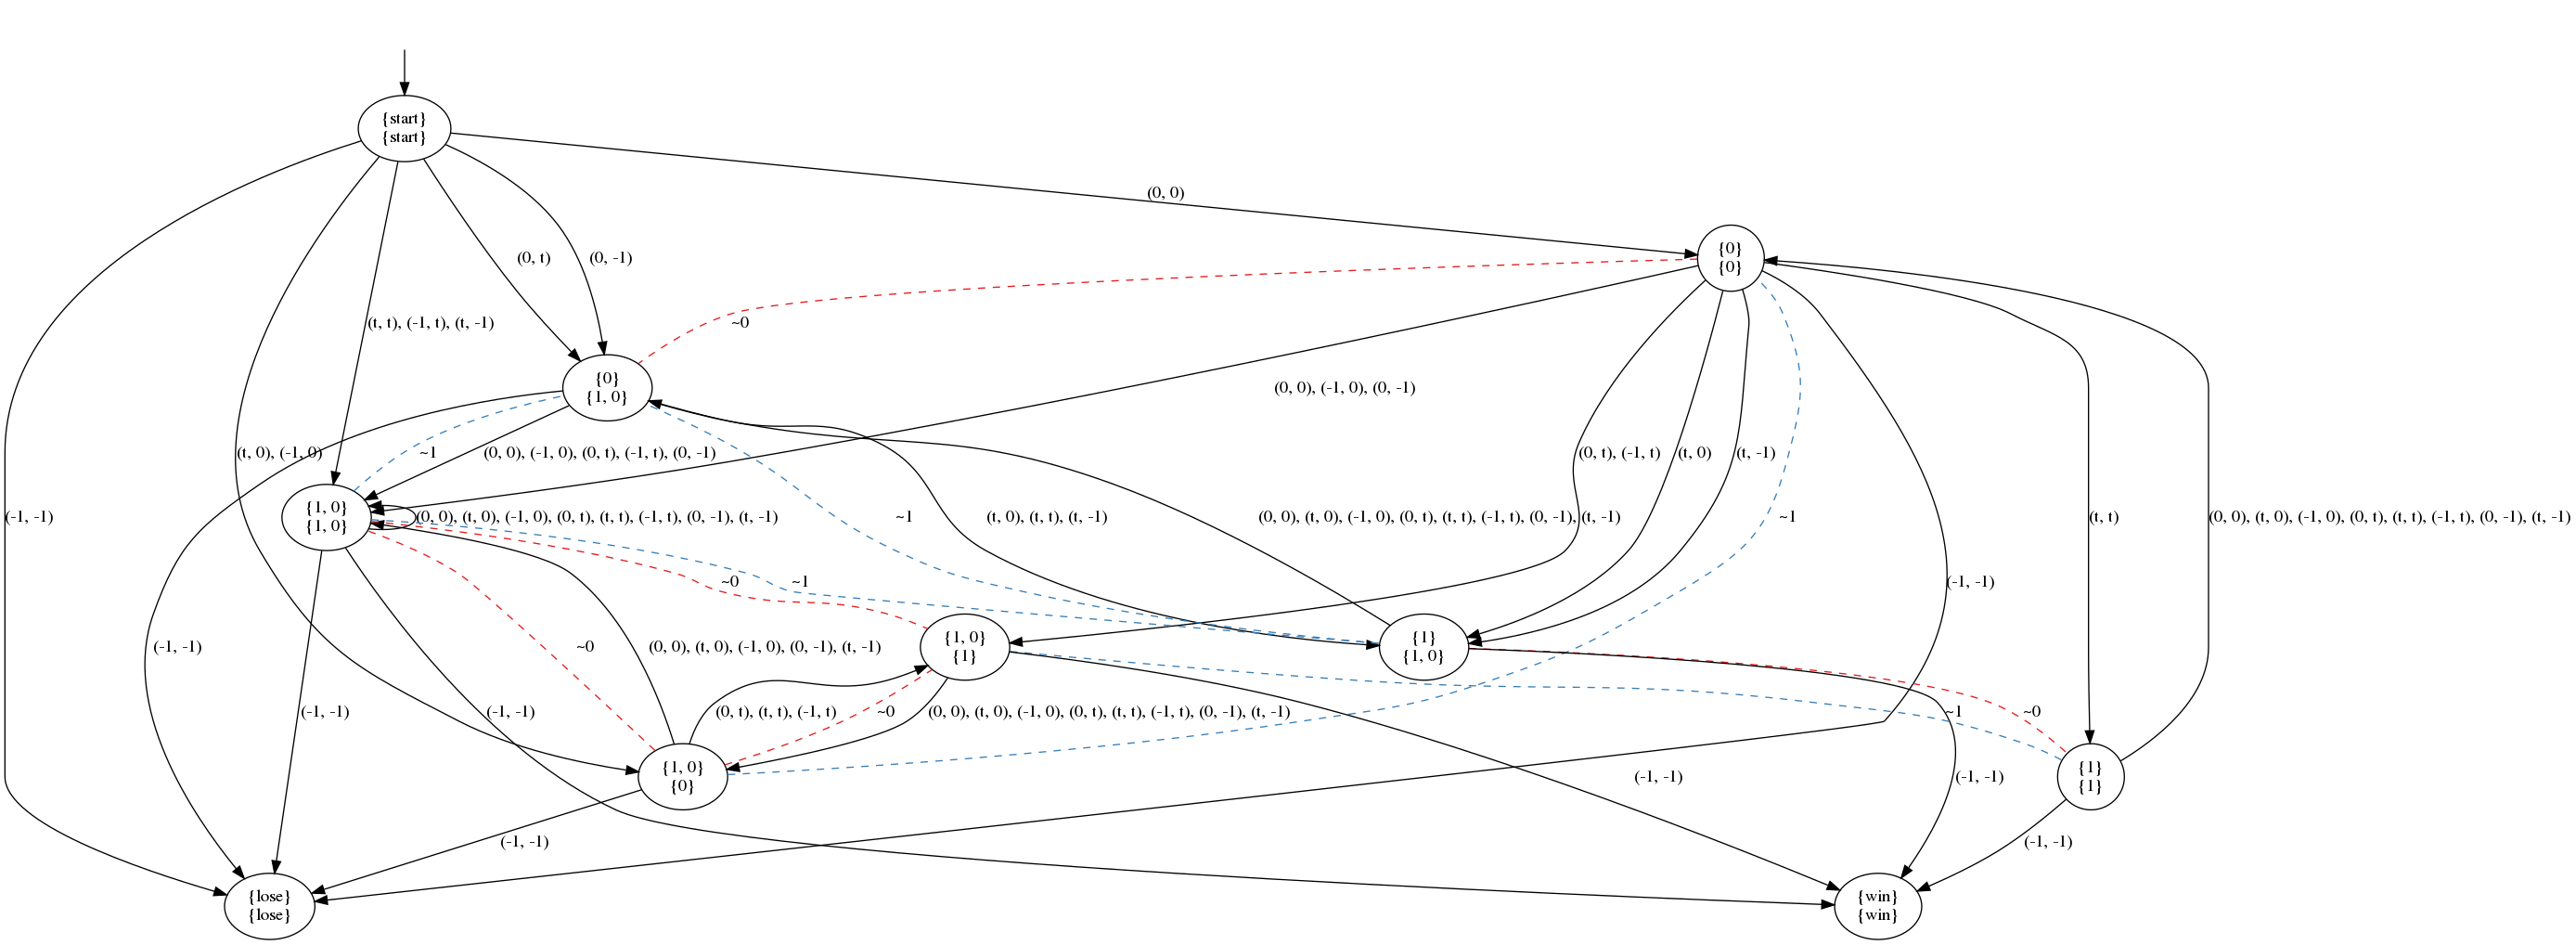 {start}
{start}
(0, 0)
{0}
{0}
(0, t)
(0, -1)
(t, t), (-1, t), (t, -1)
~0
{0}
{1, 0}
(0, 0), (-1, 0), (0, -1)
(t, 0), (-1, 0)
~1
(0, 0), (-1, 0), (0, t), (-1, t), (0, -1)
(0, t), (-1, t)
(t, 0)
(t, -1)
(-1, -1)
{1, 0}
{1, 0}
(0, 0), (t, 0), (-1, 0), (0, t), (t, t), (-1, t), (0, -1), (t, -1)
~1
(t, 0), (t, t), (t, -1)
(0, 0), (t, 0), (-1, 0), (0, t), (t, t), (-1, t), (0, -1), (t, -1)
~1
(t, t)
(0, 0), (t, 0), (-1, 0), (0, t), (t, t), (-1, t), (0, -1), (t, -1)
~0
~1
(-1, -1)
(-1, -1)
~0
(0, 0), (t, 0), (-1, 0), (0, -1), (t, -1)
{1, 0}
{1}
{1}
{1, 0}
(-1, -1)
(-1, -1)
(0, t), (t, t), (-1, t)
~0
(0, 0), (t, 0), (-1, 0), (0, t), (t, t), (-1, t), (0, -1), (t, -1)
~1
~0
{1, 0}
{0}
(-1, -1)
(-1, -1)
{1}
{1}
(-1, -1)
(-1, -1)
{lose}
{lose}
{win}
{win}